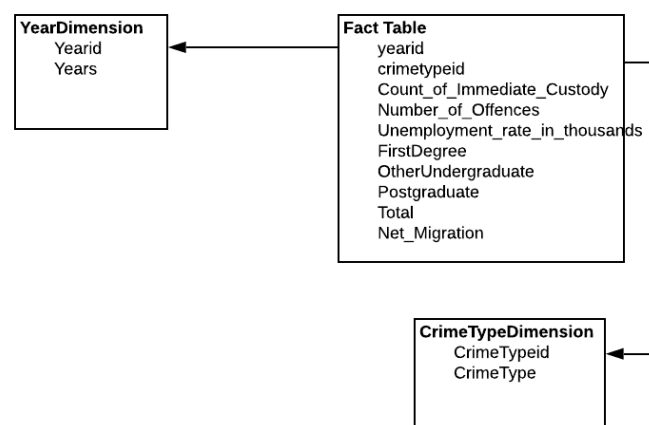 YearDimension
Yearid
Years
Fact Table
yearid
crimetypeid
Count_of_Immediate_Custody
Number_of_Offences
Unemployment_rate_in_thousands
FirstDegree
OtherUndergraduate
Postgraduate
Total
Net_Migration
CrimeTypeDimension
CrimeTypeid
CrimeType